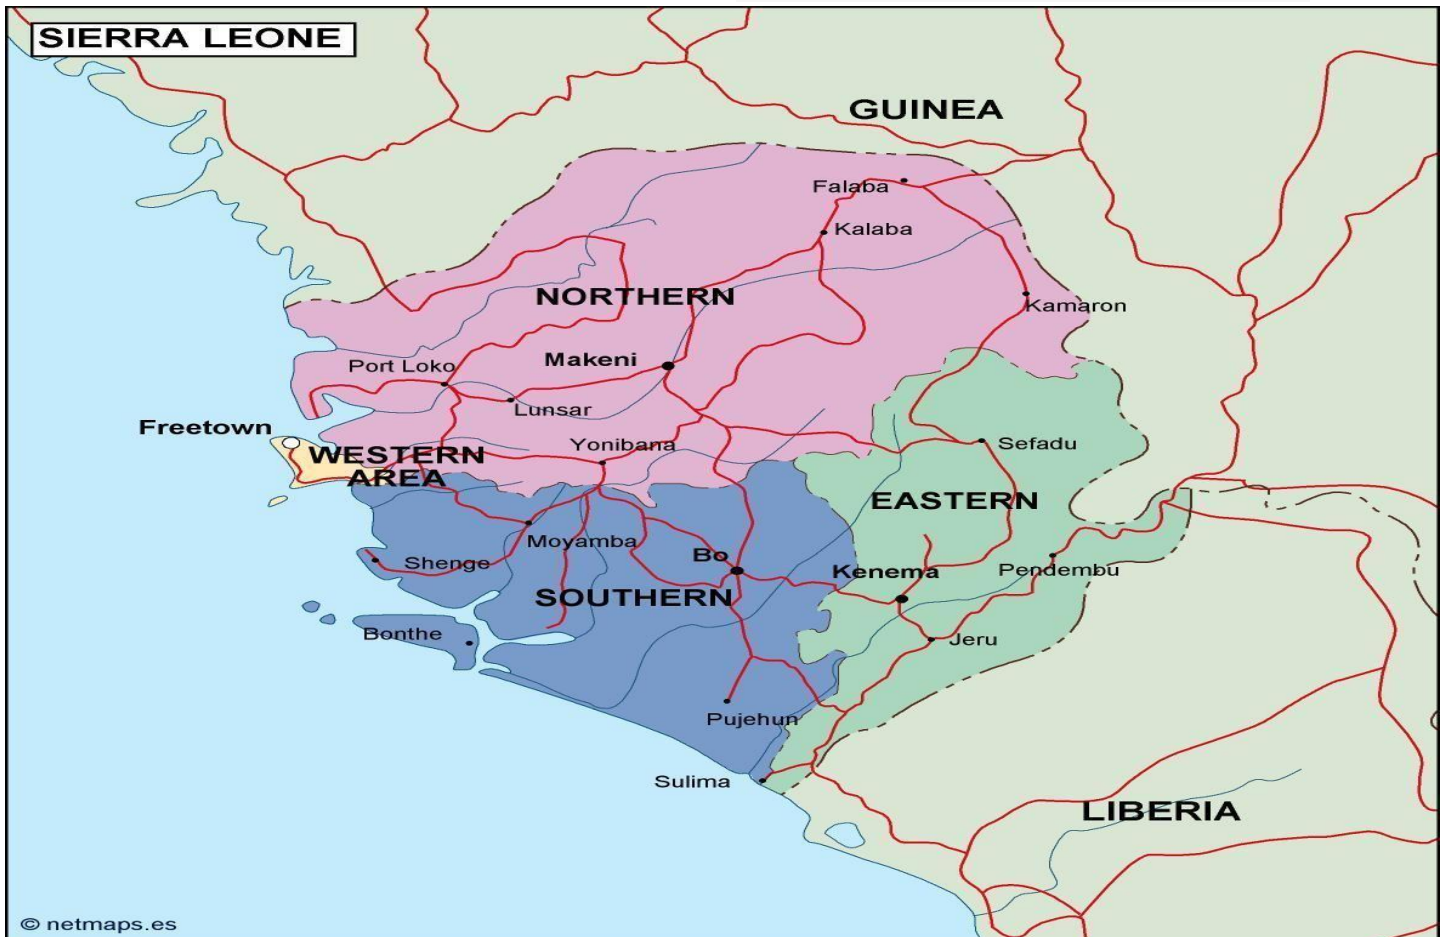 SIERRA LEONE
GUINEA
Falaba
Kalaba
NORTHERN
Kamaron
Makeni
Port Loko
Lunsar
Freetown
Yonibana
Sefadu
WESTERN
AREA
EASTERN
Moyamba
Bo
Shenge
Kenema
Pendembu
SOUTHERN
Bonthe
Jeru
Pujehun
Sulima
LIBERIA
© netmaps.es